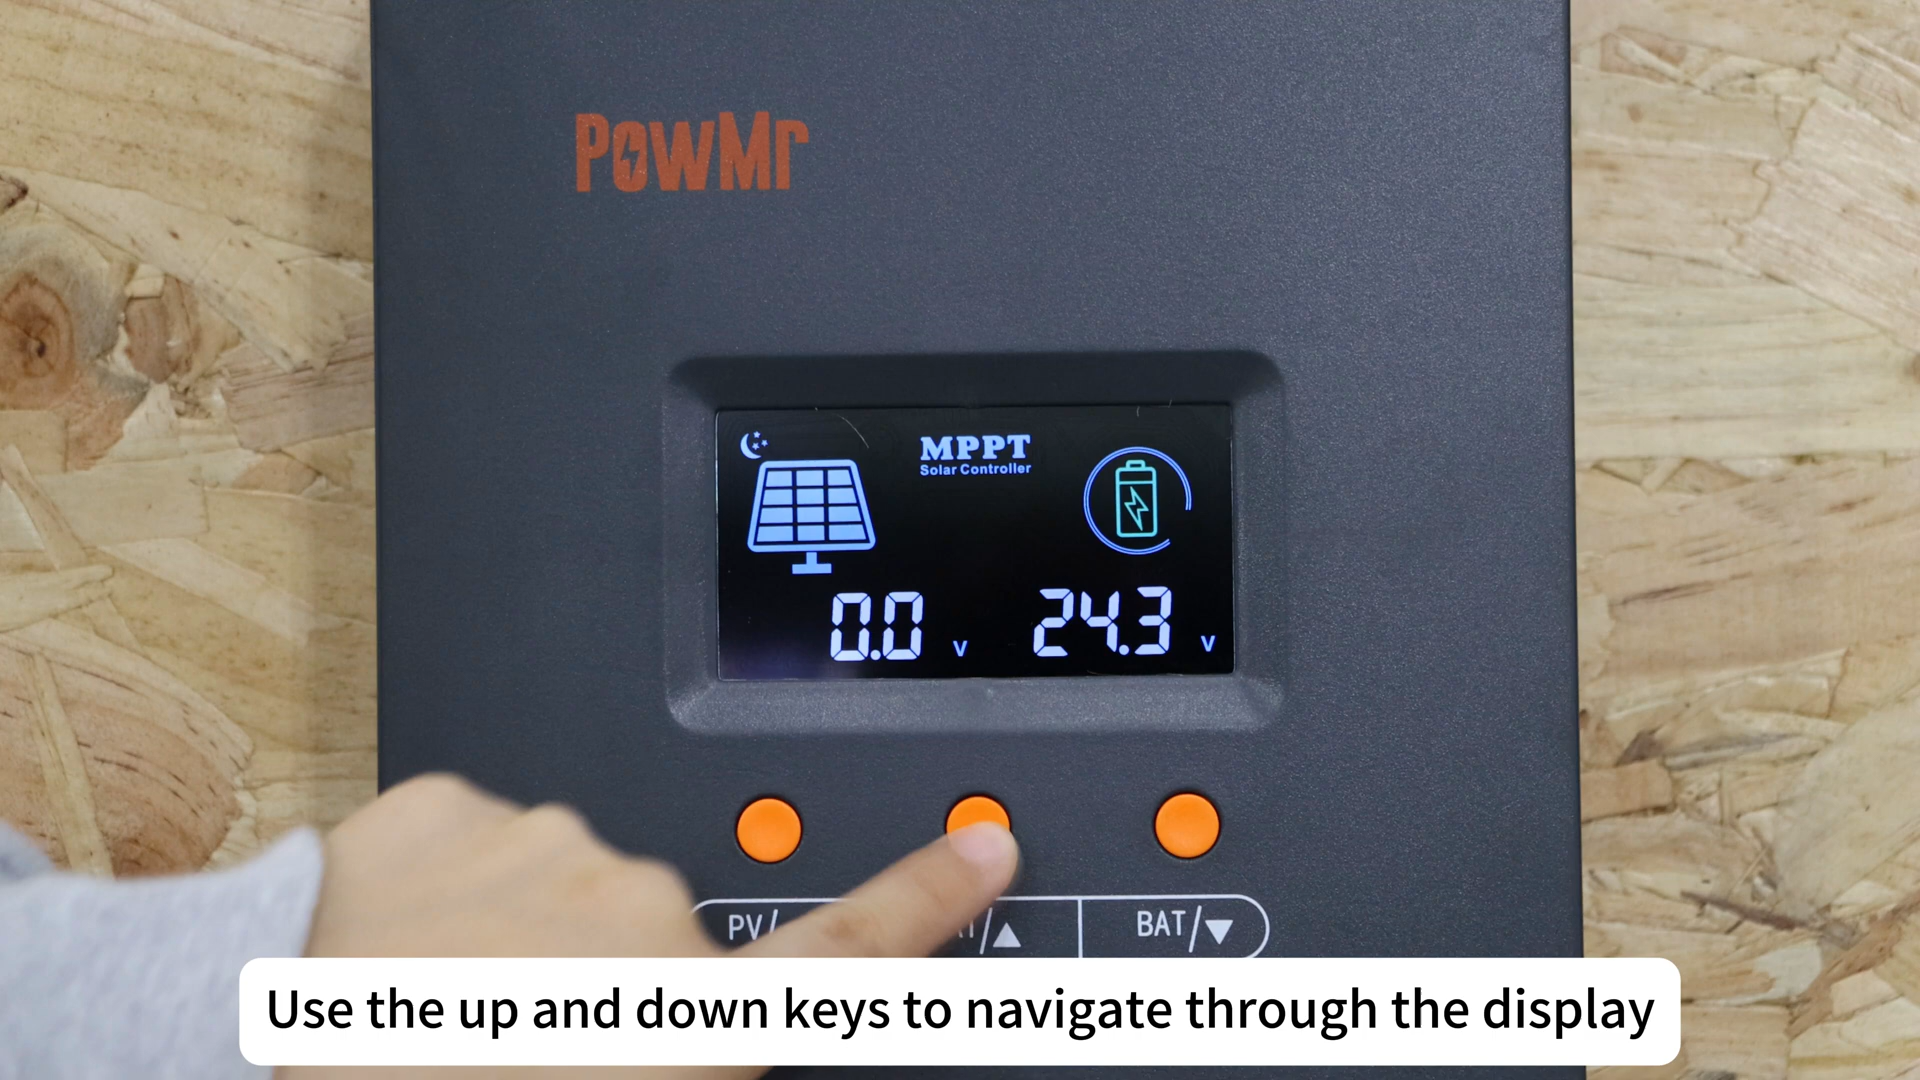 PowMr
MPPT
Solar Controller
0.0 V 24.3 V
PV/ /▲ BAT/▼
Use the up and down keys to navigate through the display